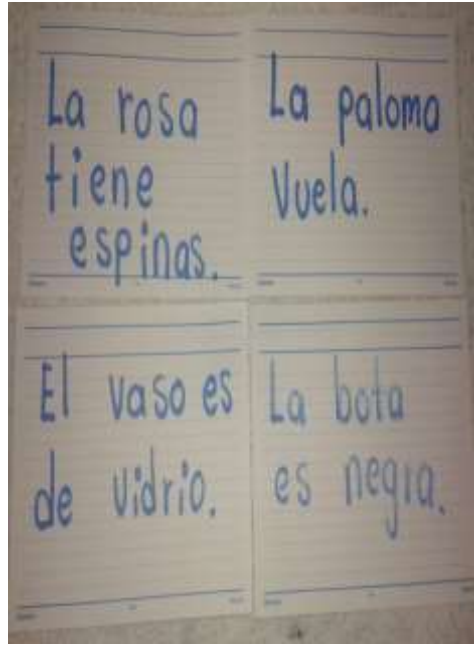 La rosa
tiene
espinas.
La paloma
Vuela.
El vaso es
de vidrio.
La bota
es negra.